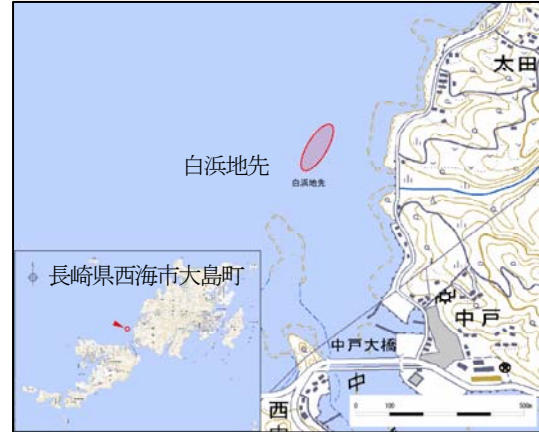 太田
白浜地先
白浜地先
長崎県西海市大島町
中戸
中戸大橋
西
中
0 100 500m